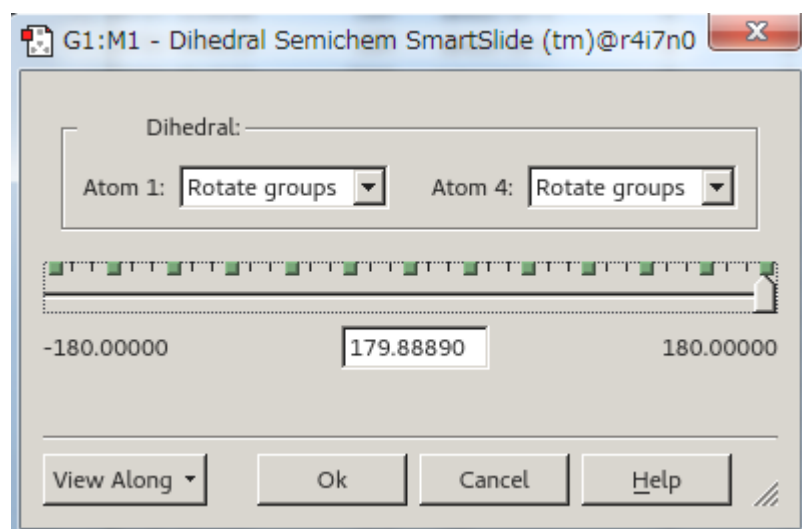 G1:M1 - Dihedral Semichem SmartSlide (tm)@r4i7n0
Dihedral:
Atom 1: Rotate groups Atom 4: Rotate groups
-180.00000 179.88890 180.00000
View Along Ok Cancel Help